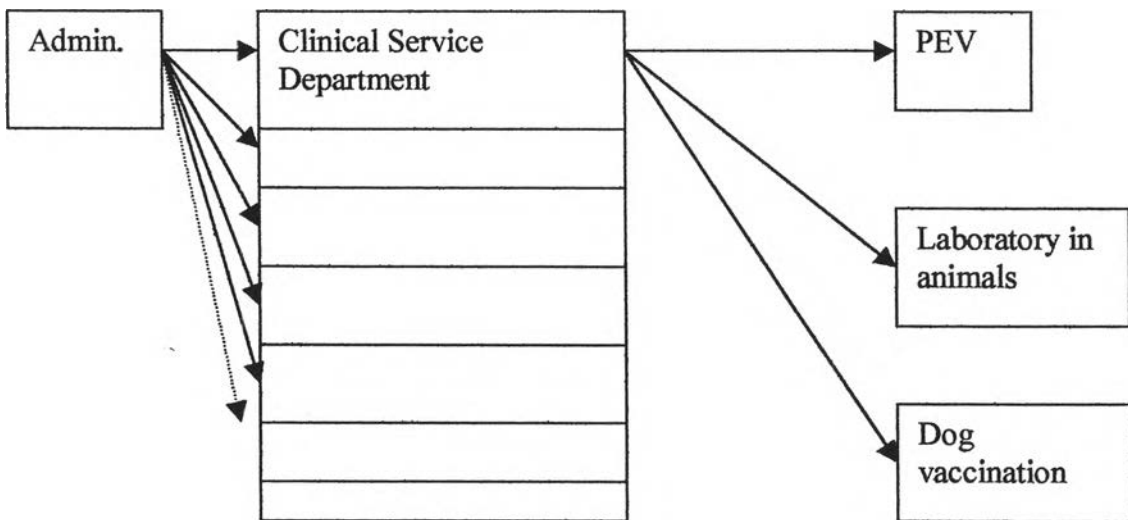 Admin.
Clinical Service
Department
PEV
Laboratory in
animals
Dog
vaccination